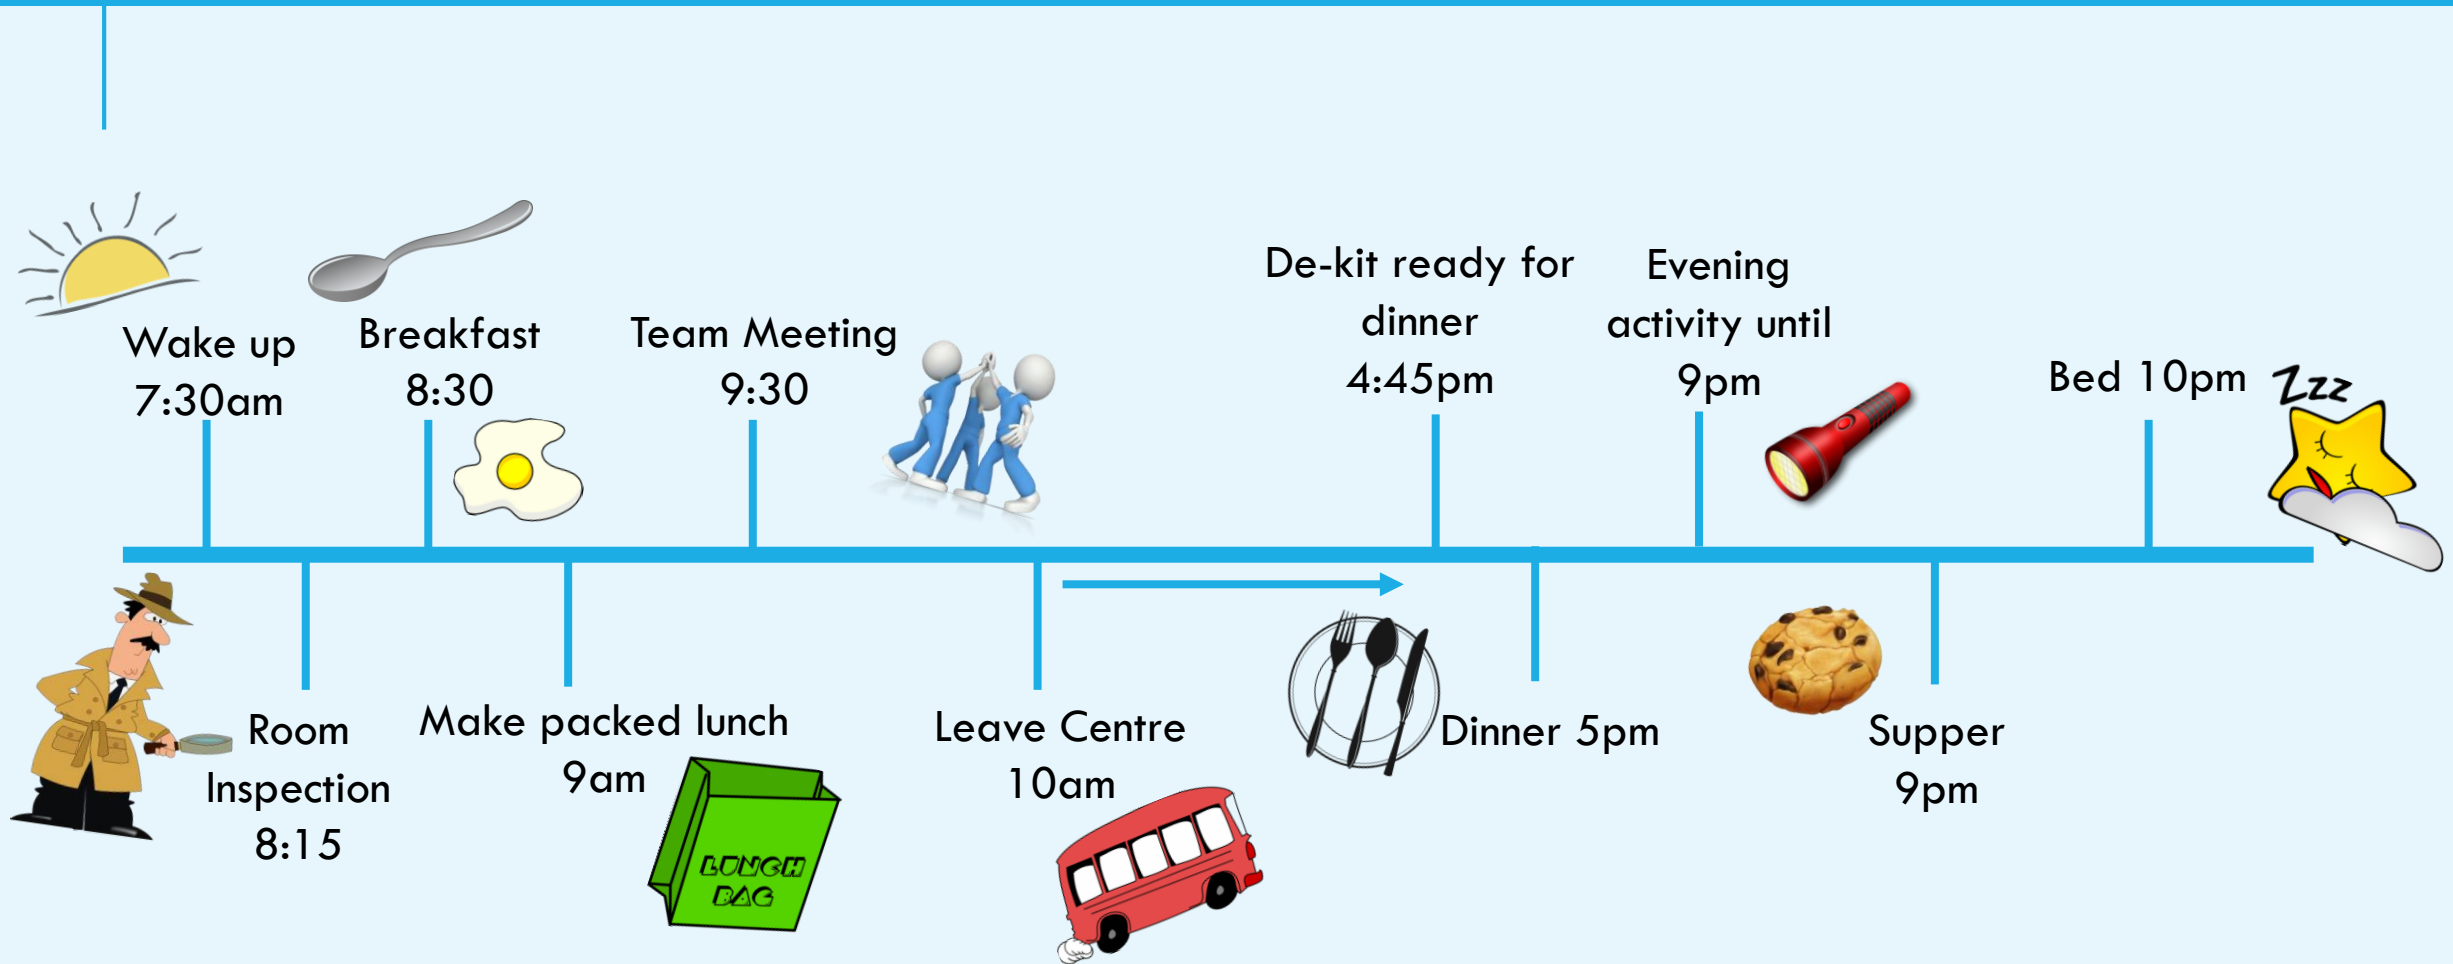 Wake up
7:30am
Room
Inspection
8:15
Breakfast
8:30
Make packed lunch
9am
LUNCH
BAG
Team Meeting
9:30
Leave Centre
10am
De-kit ready for
dinner
4:45pm
Dinner 5pm
Evening
activity until
9pm
Supper
9pm
Bed 10pm
Zzz